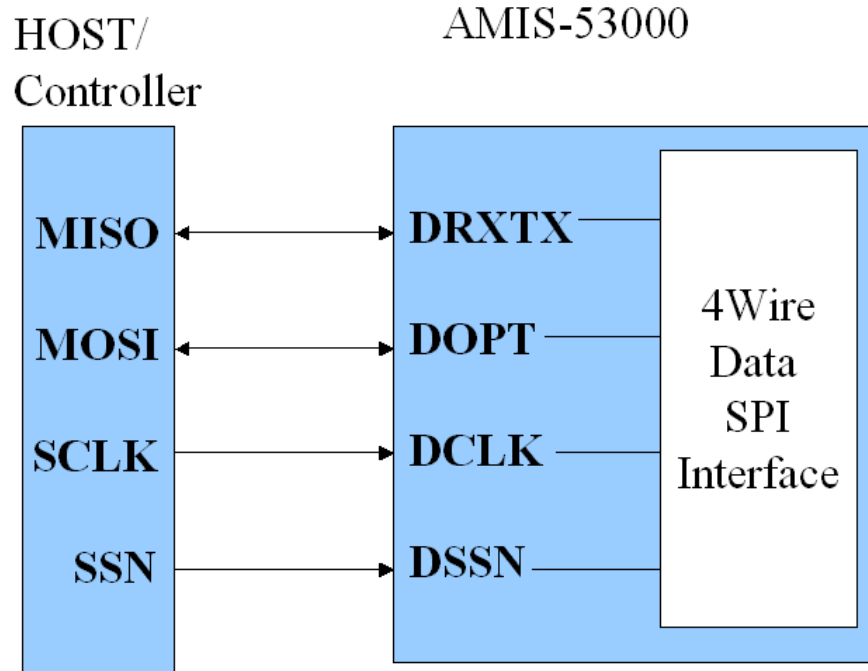 HOST/
Controller
AMIS-53000
MISO
DRXTX
MOSI
DOPT
SCLK
DCLK
SSN
DSSN
4Wire
Data
SPI
Interface